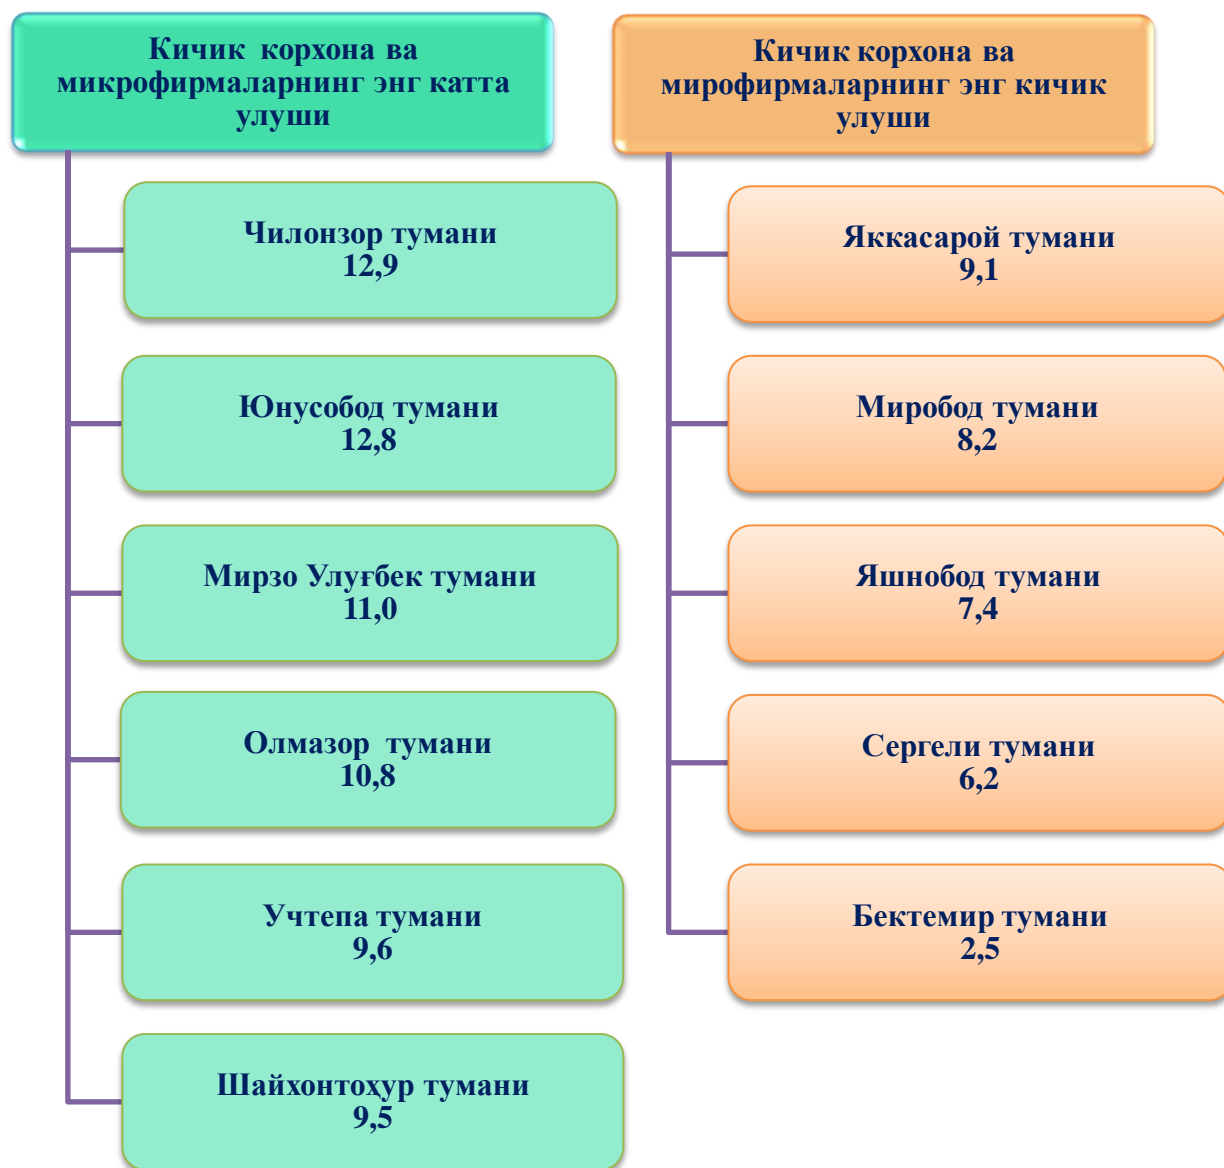 Кичик корхона ва
микрофирмаларнинг энг катта
улуши
Чилонзор тумани
12,9
Юнусобод тумани
12,8
Мирзо Улуғбек тумани
11,0
Олмазор тумани
10,8
Учтепа тумани
9,6
Шайхонтоҳур тумани
9,5
Кичик корхона ва
мирофирмаларнинг энг кичик
улуши
Яккасарой тумани
9,1
Миробод тумани
8,2
Яшнобод тумани
7,4
Сергели тумани
6,2
Бектемир тумани
2,5